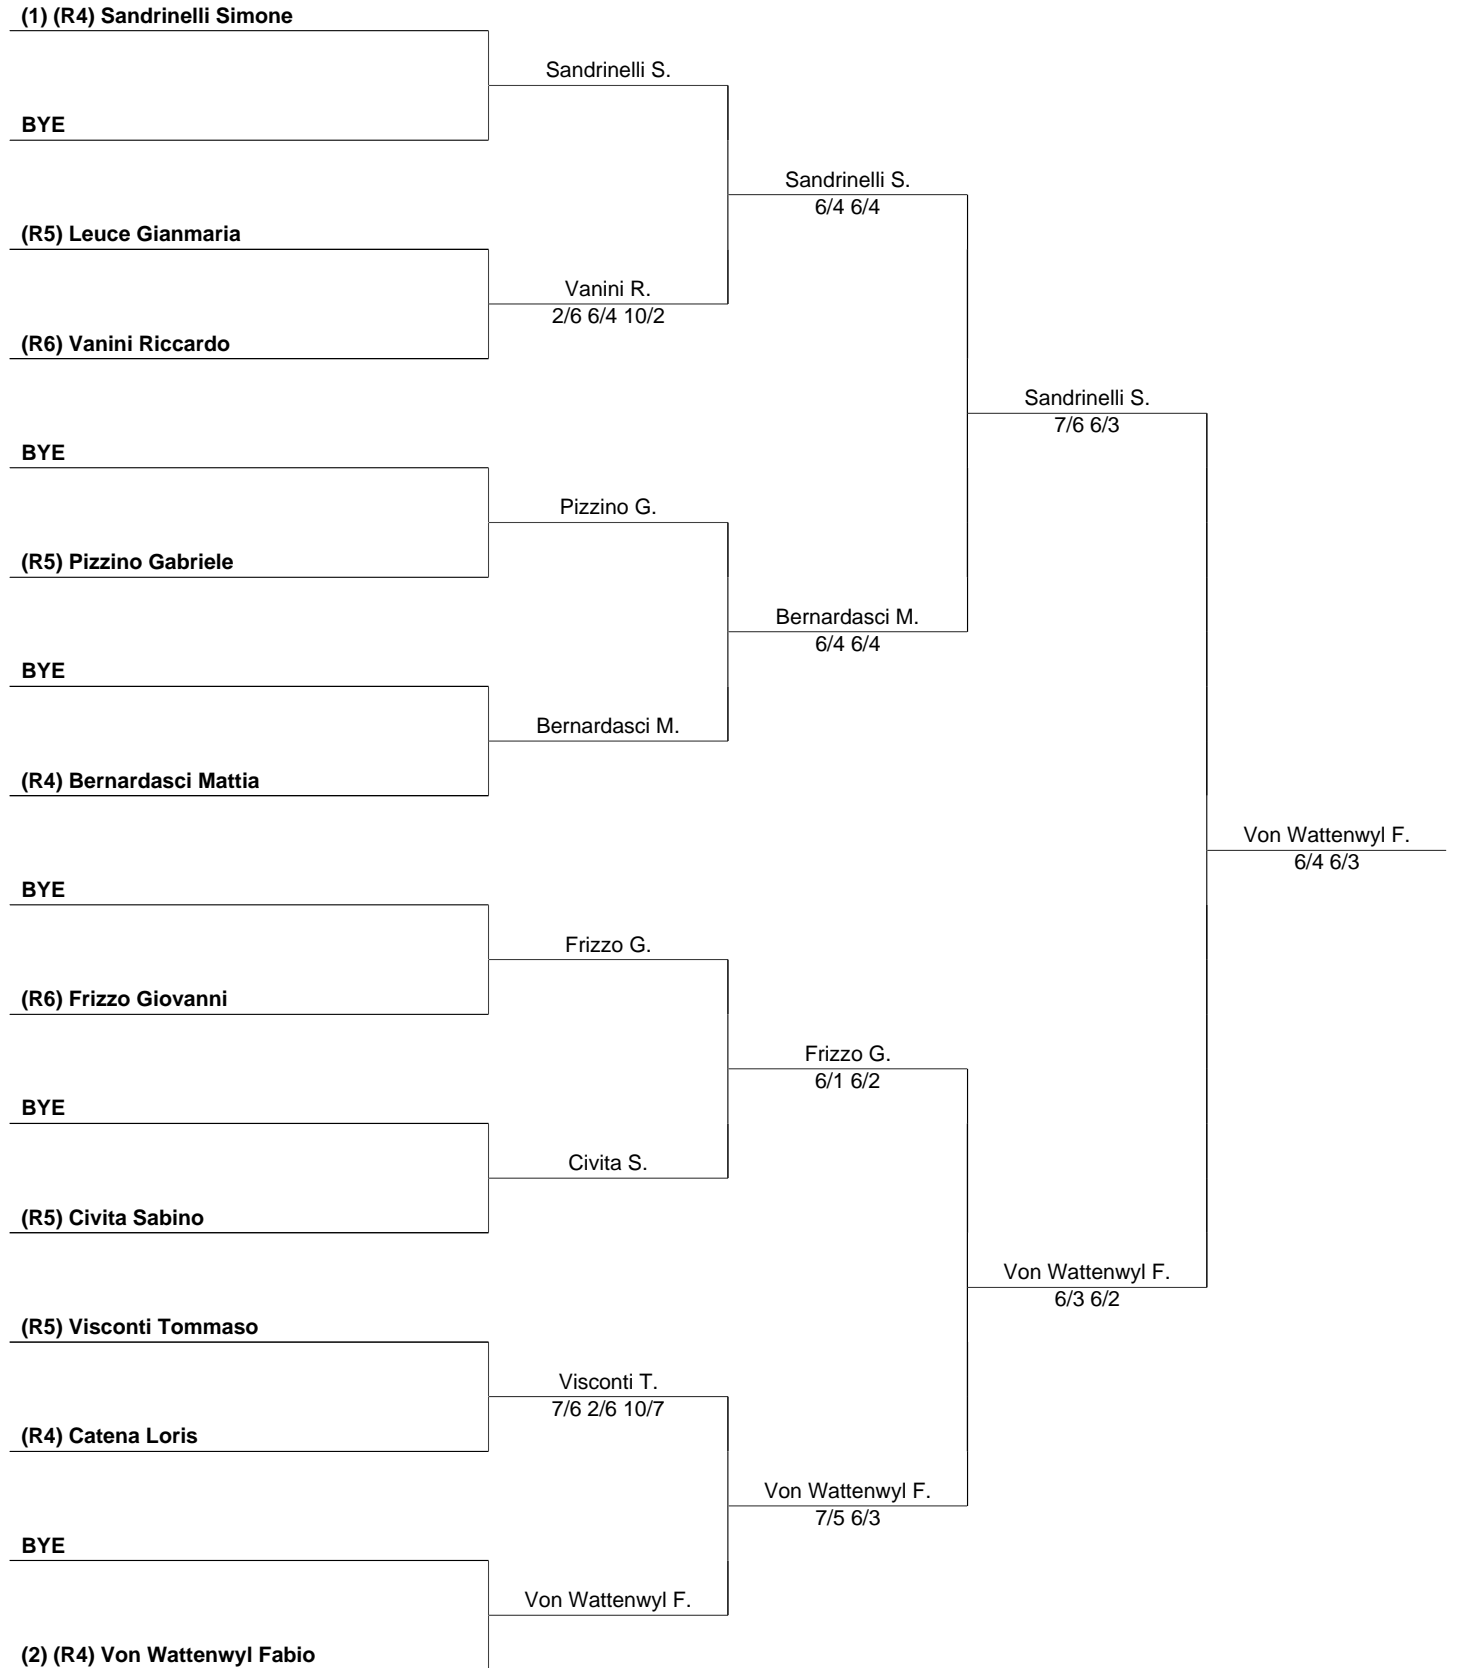 (1) (R4) Sandrinelli Simone
Sandrinelli S.
BYE
Sandrinelli S.
6/4 6/4
(R5) Leuce Gianmaria
Vanini R.
2/6 6/4 10/2
(R6) Vanini Riccardo
Sandrinelli S.
7/6 6/3
BYE
Pizzino G.
(R5) Pizzino Gabriele
Bernardasci M.
6/4 6/4
BYE
Bernardasci M.
(R4) Bernardasci Mattia
Von Wattenwyl F.
6/4 6/3
BYE
Frizzo G.
(R6) Frizzo Giovanni
Frizzo G.
6/1 6/2
BYE
Civita S.
(R5) Civita Sabino
Von Wattenwyl F.
6/3 6/2
(R5) Visconti Tommaso
Visconti T.
7/6 2/6 10/7
(R4) Catena Loris
Von Wattenwyl F.
7/5 6/3
BYE
Von Wattenwyl F.
(2) (R4) Von Wattenwyl Fabio